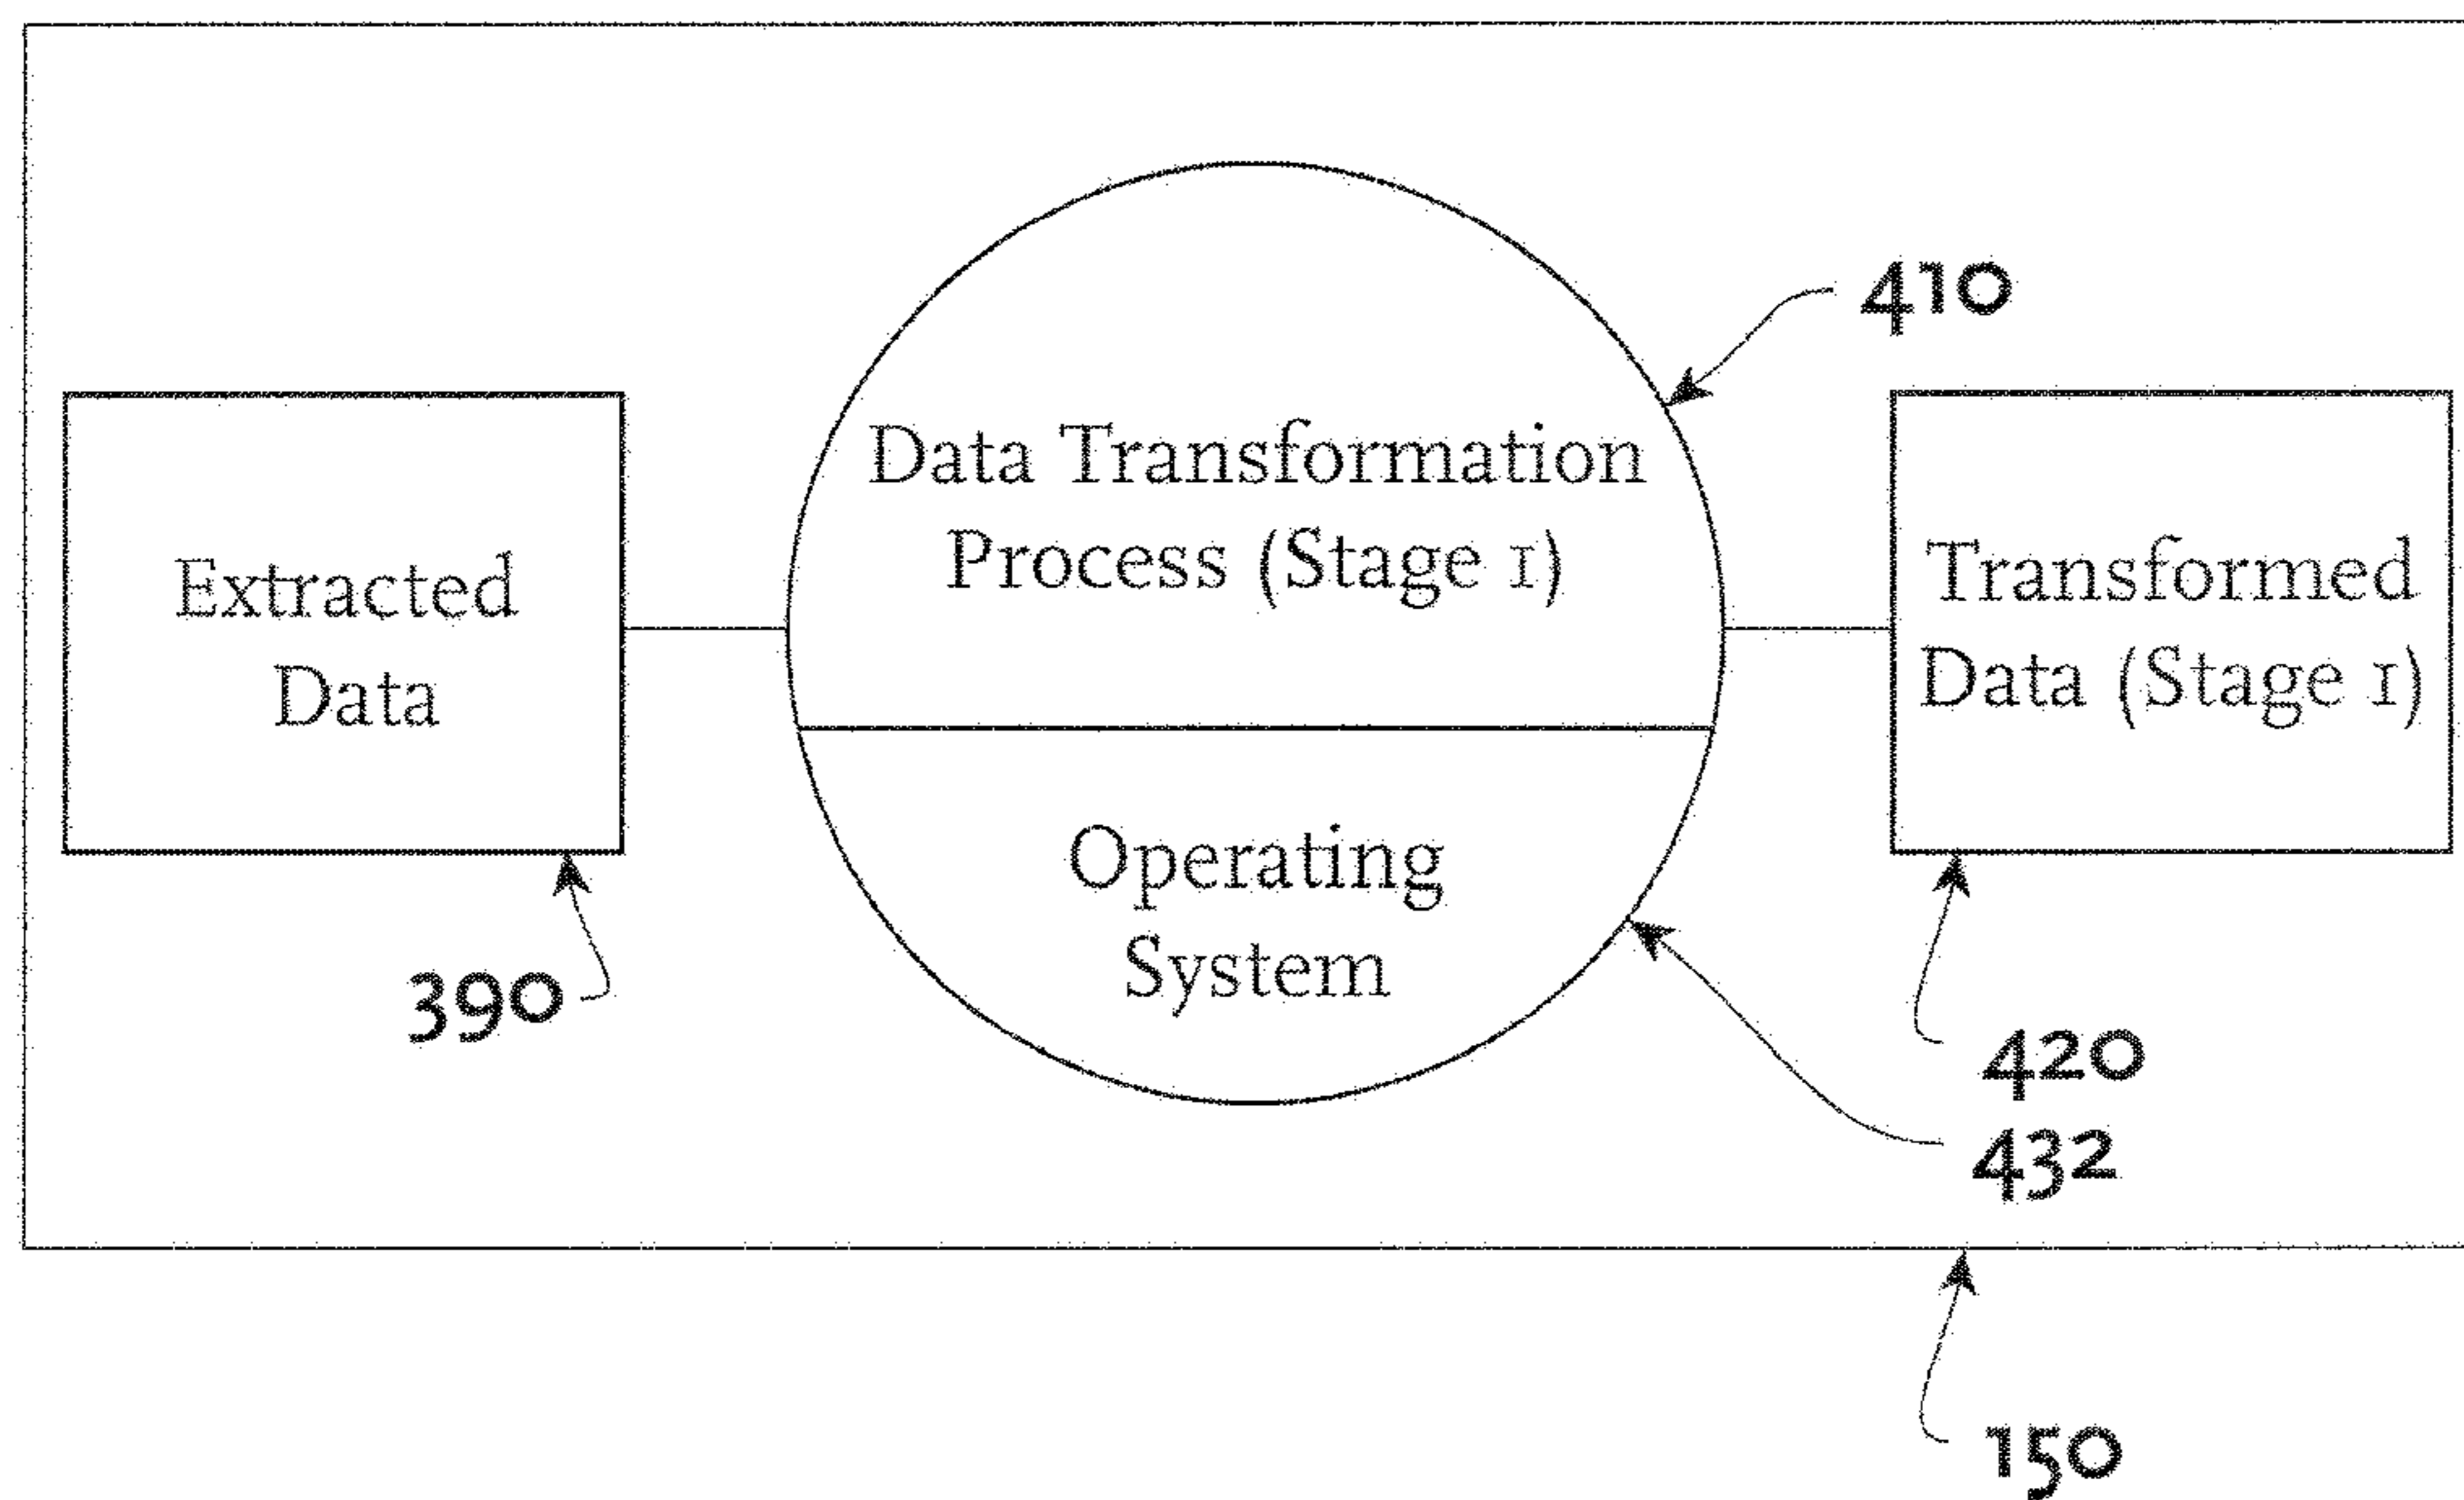 410
Data Transformation
Process (Stage 1)
Extracted
Data
Transformed
Data (Stage 1)
Operating
System
390
420
432
150